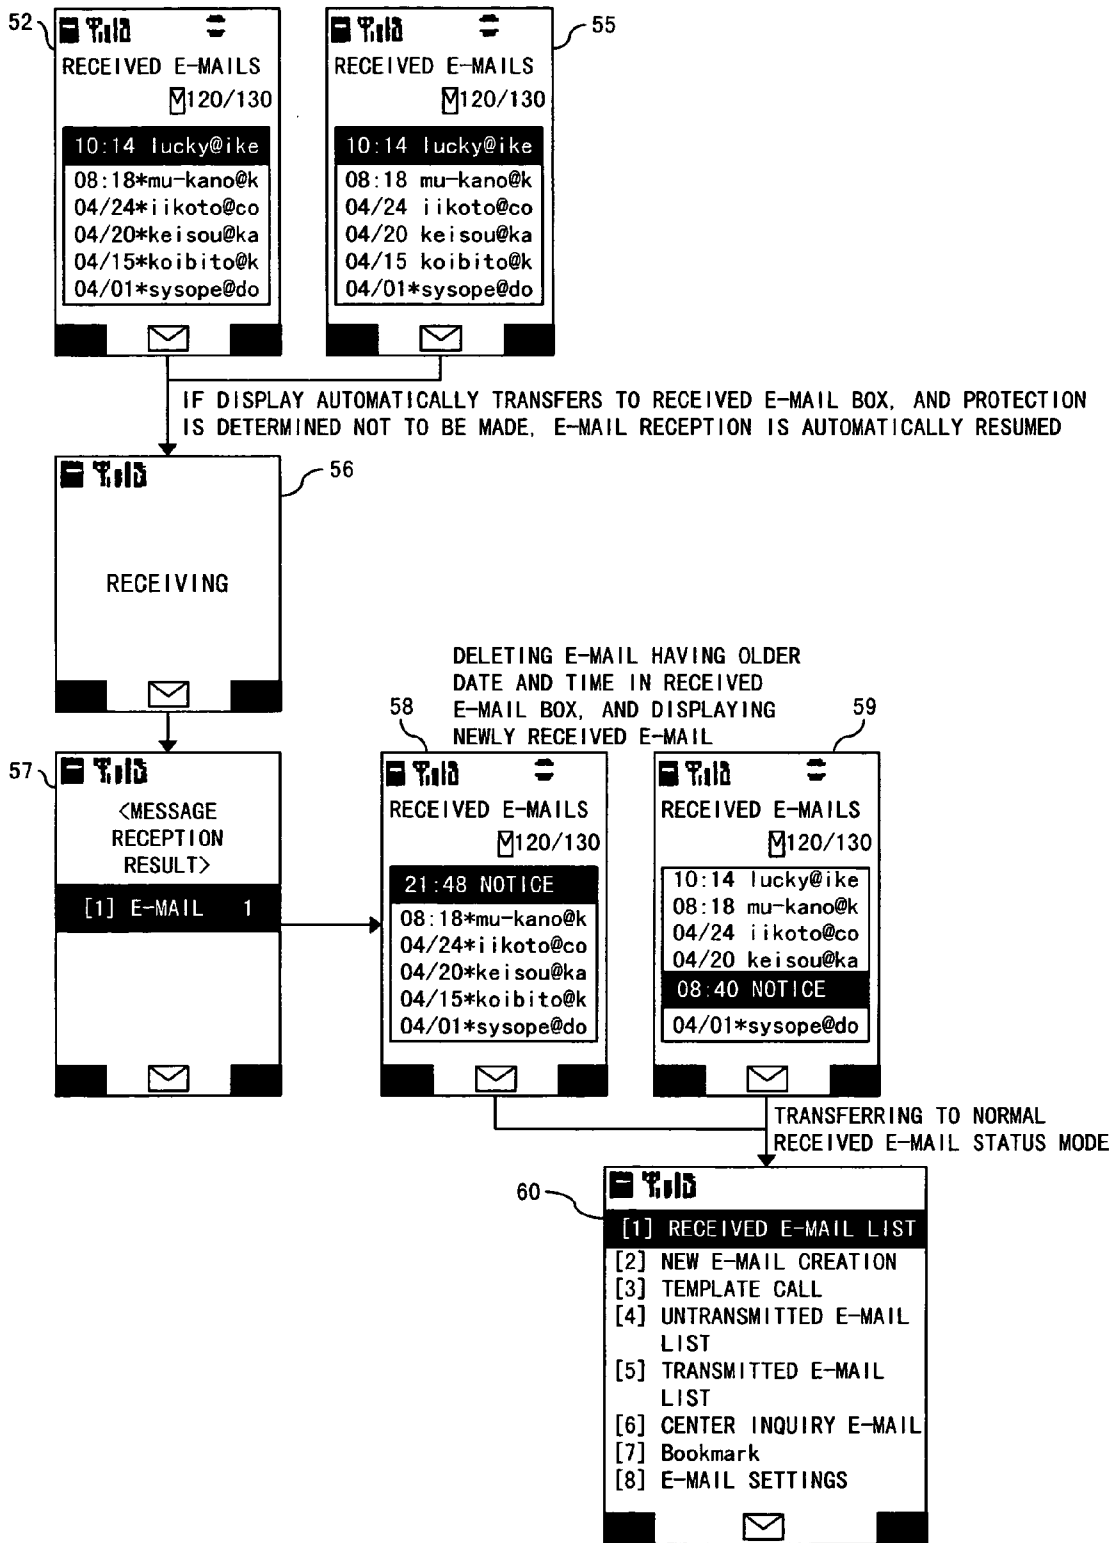 52
RECEIVED E-MAILS
M120/130
10:14 lucky@ike
08:18*mu-kano@k
04/24*iikoto@co
04/20*keisou@ka
04/15*koibito@k
04/01*sysope@do
55
RECEIVED E-MAILS
M120/130
10:14 lucky@ike
08:18 mu-kano@k
04/24 iikoto@co
04/20 keisou@ka
04/15 koibito@k
04/01*sysope@do
IF DISPLAY AUTOMATICALLY TRANSFERS TO RECEIVED E-MAIL BOX, AND PROTECTION
IS DETERMINED NOT TO BE MADE, E-MAIL RECEPTION IS AUTOMATICALLY RESUMED
56
RECEIVING
57
<MESSAGE
RECEPTION
RESULT>
[1] E-MAIL 1
DELETING E-MAIL HAVING OLDER
DATE AND TIME IN RECEIVED
E-MAIL BOX, AND DISPLAYING
NEWLY RECEIVED E-MAIL
58
RECEIVED E-MAILS
M120/130
21:48 NOTICE
08:18*mu-kano@k
04/24*iikoto@co
04/20*keisou@ka
04/15*koibito@k
04/01*sysope@do
59
RECEIVED E-MAILS
M120/130
10:14 lucky@ike
08:18 mu-kano@k
04/24 iikoto@co
04/20 keisou@ka
08:40 NOTICE
04/01*sysope@do
TRANSFERRING TO NORMAL
RECEIVED E-MAIL STATUS MODE
60
[1] RECEIVED E-MAIL LIST
[2] NEW E-MAIL CREATION
[3] TEMPLATE CALL
[4] UNTRANSMITTED E-MAIL
LIST
[5] TRANSMITTED E-MAIL
LIST
[6] CENTER INQUIRY E-MAIL
[7] Bookmark
[8] E-MAIL SETTINGS